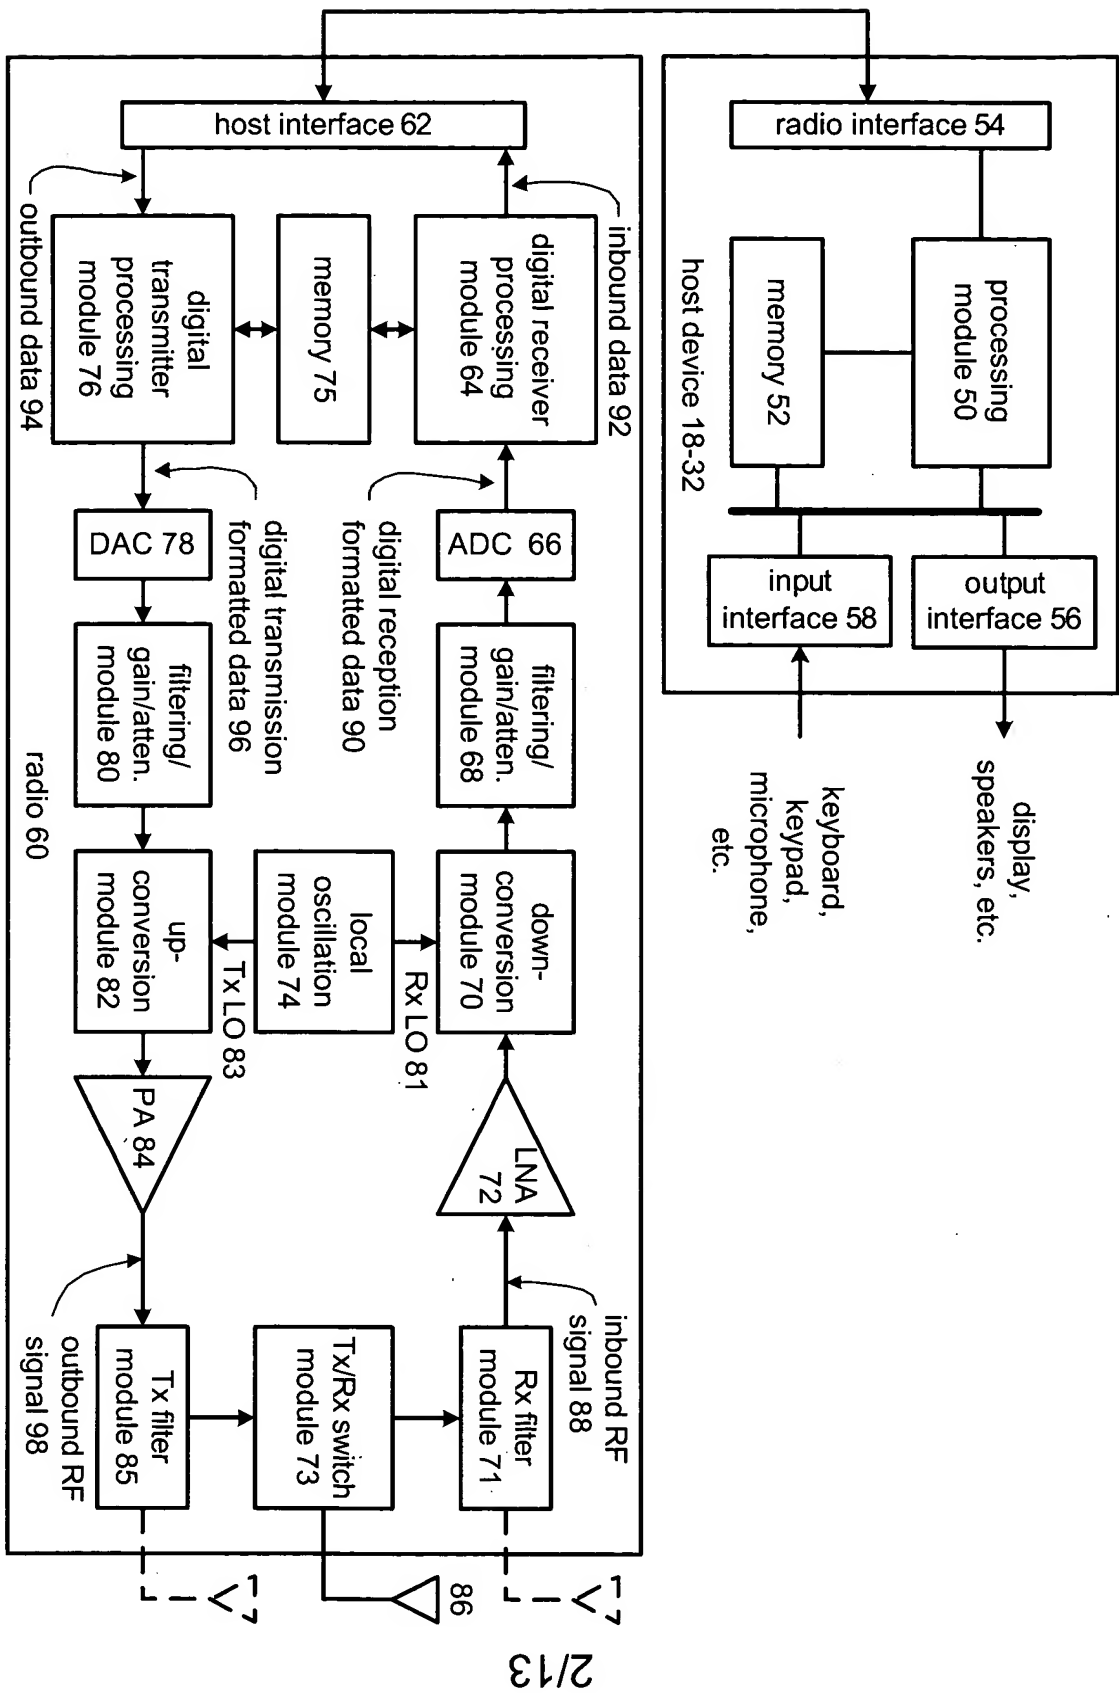 radio interface 54
processing
module 50
memory 52
host device 18-32
input
interface 58
output
interface 56
display,
speakers, etc.
keyboard,
keypad,
microphone,
etc.
host interface 62
inbound data 92
outbound data 94
digital receiver
processing
module 64
memory 75
digital
transmitter
processing
module 76
digital reception
formatted data 90
digital transmission
formatted data 96
ADC 66
DAC 78
filtering/
gain/atten.
module 68
filtering/
gain/atten.
module 80
radio 60
down-
conversion
module 70
local
oscillation
module 74
up-
conversion
module 82
Rx LO 81
Tx LO 83
LNA
72
PA 84
inbound RF
signal 88
outbound RF
signal 98
Rx filter
module 71
Tx/Rx switch
module 73
Tx filter
module 85
86
2/13